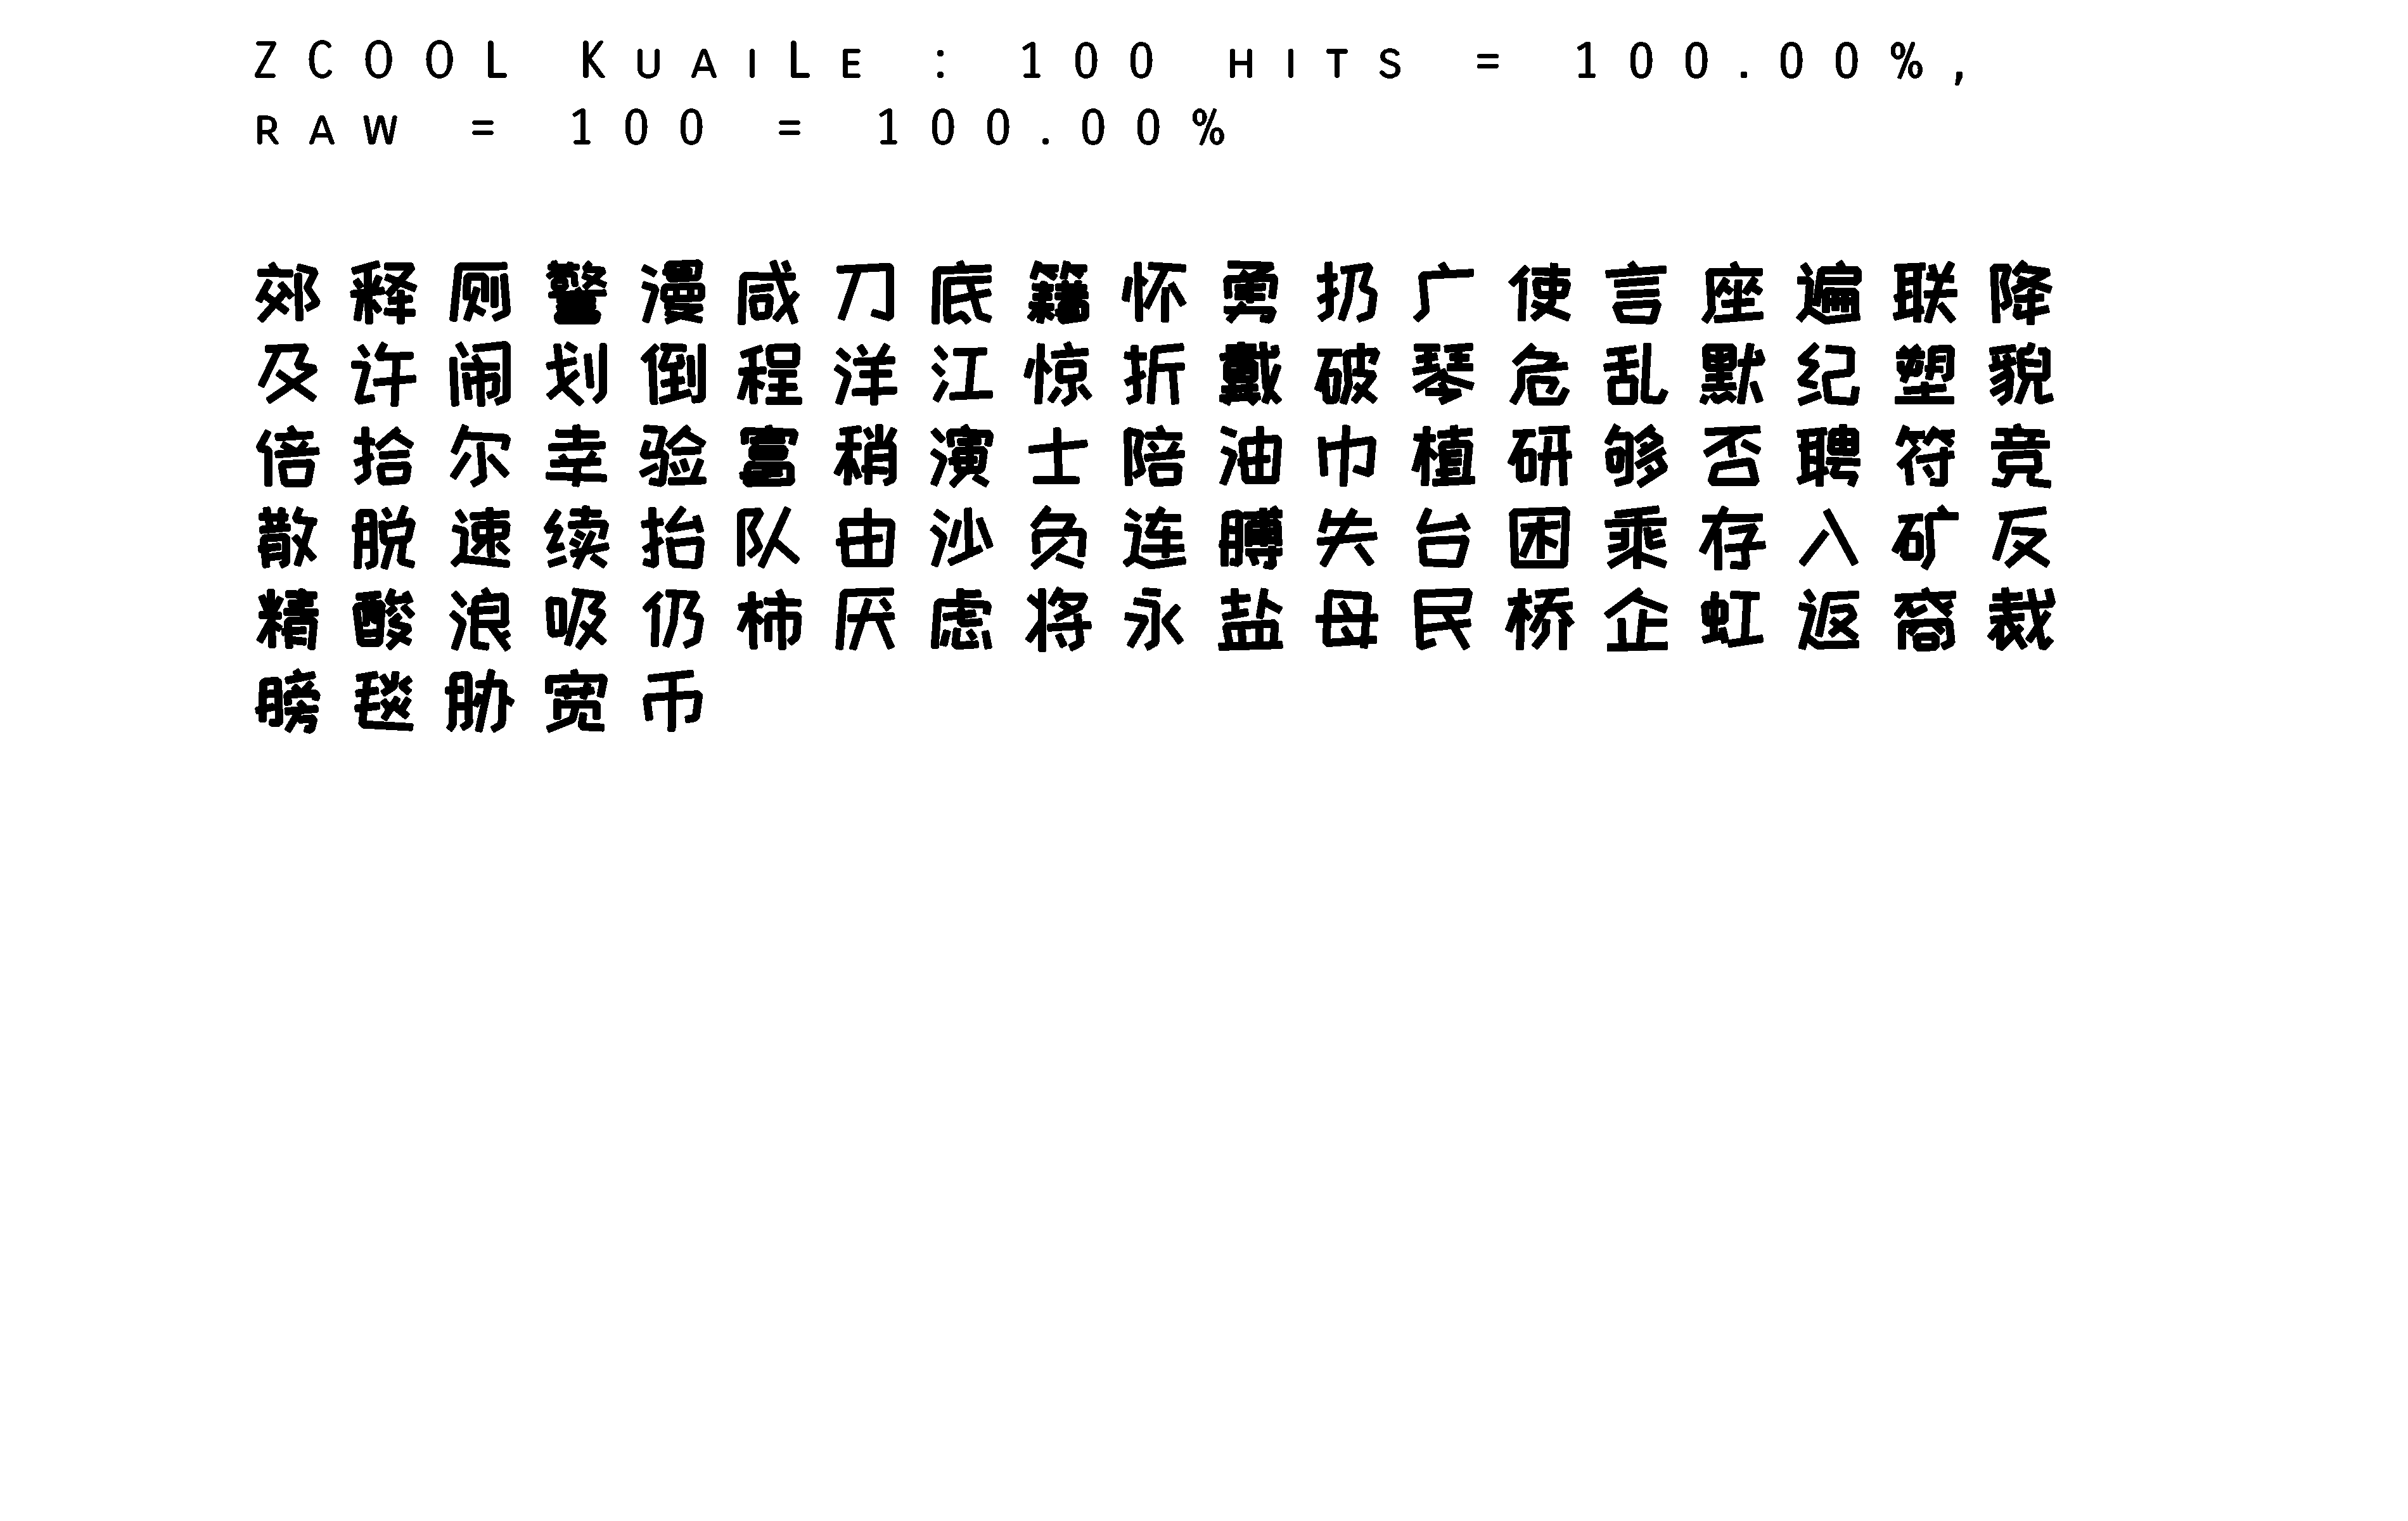 ZCOOL KuaiLe : 100 hits = 100.00%,
raw = 100 = 100.00%
郊释厕警漫咸刀底籍怀勇扔广使言座遍联降
及许闹划倒程洋江惊折戴破琴危乱默纪塑貌
倍拾尔幸验富稍演士陪油巾植研够否聘符竞
散脱速续抬队由沙负连膊失台困乘存入矿反
精酸浪吸仍柿厌虑将永盐母民桥企虹返裔裁
膀毯胁宽币